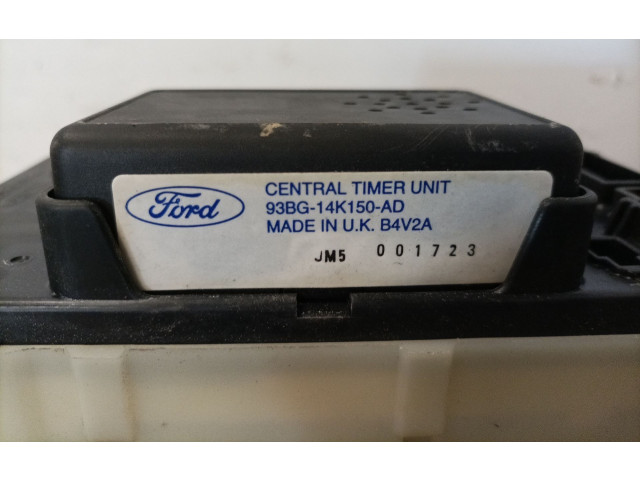 Ford
CENTRAL TIMER UNIT
93BG-14K150-AD
MADE IN U.K. B4V2A
JM5 001723